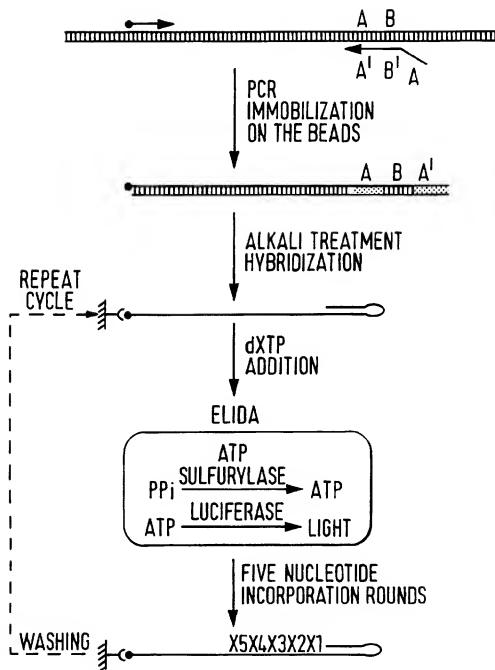 A B
A' B' A
PCR
IMMOBILIZATION
ON THE BEADS
A B A'
ALKALI TREATMENT
HYBRIDIZATION
REPEAT
CYCLE
dXTP
ADDITION
ELIDA
ATP
SULFURYLASE
PPi ATP
LUCIFERASE
ATP LIGHT
FIVE NUCLEOTIDE
INCORPORATION ROUNDS
WASHING X5X4X3X2X1